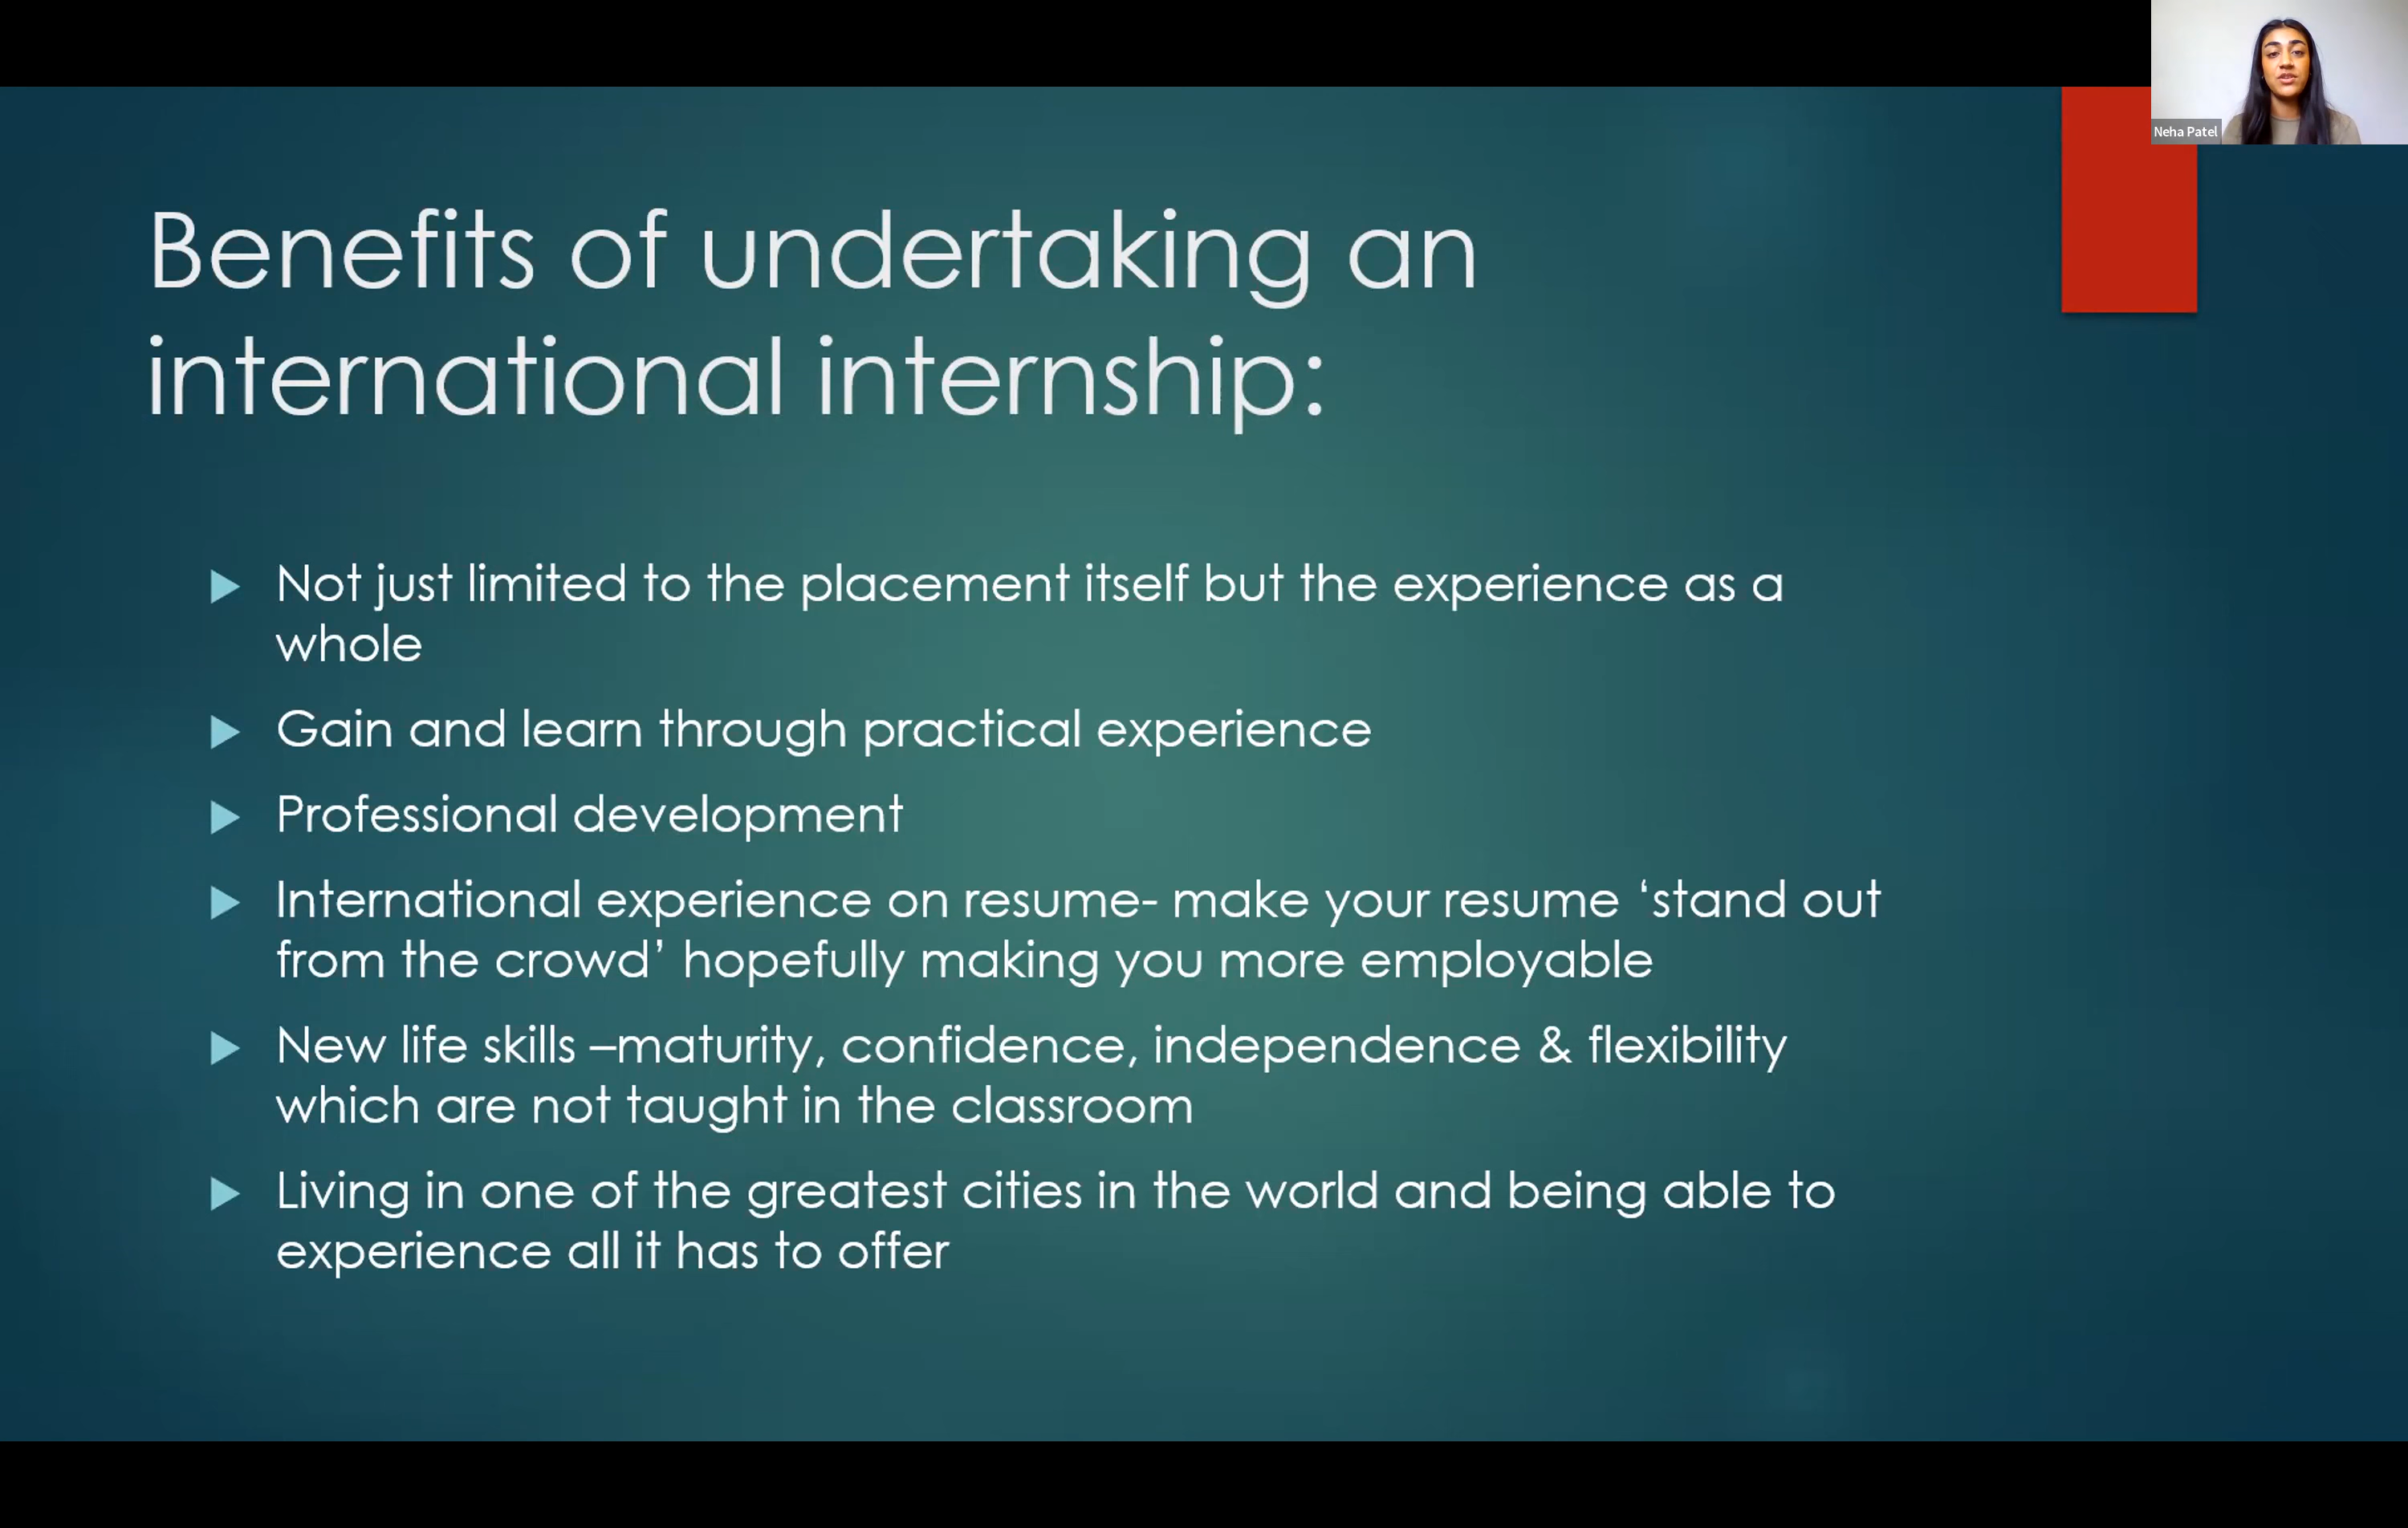 Neha Patel
Benefits of undertaking an
international internship:
Not just limited to the placement itself but the experience as a
whole
Gain and learn through practical experience
Professional development
International experience on resume- make your resume ‘stand out
from the crowd’ hopefully making you more employable
New life skills –maturity, confidence, independence & flexibility
which are not taught in the classroom
Living in one of the greatest cities in the world and being able to
experience all it has to offer